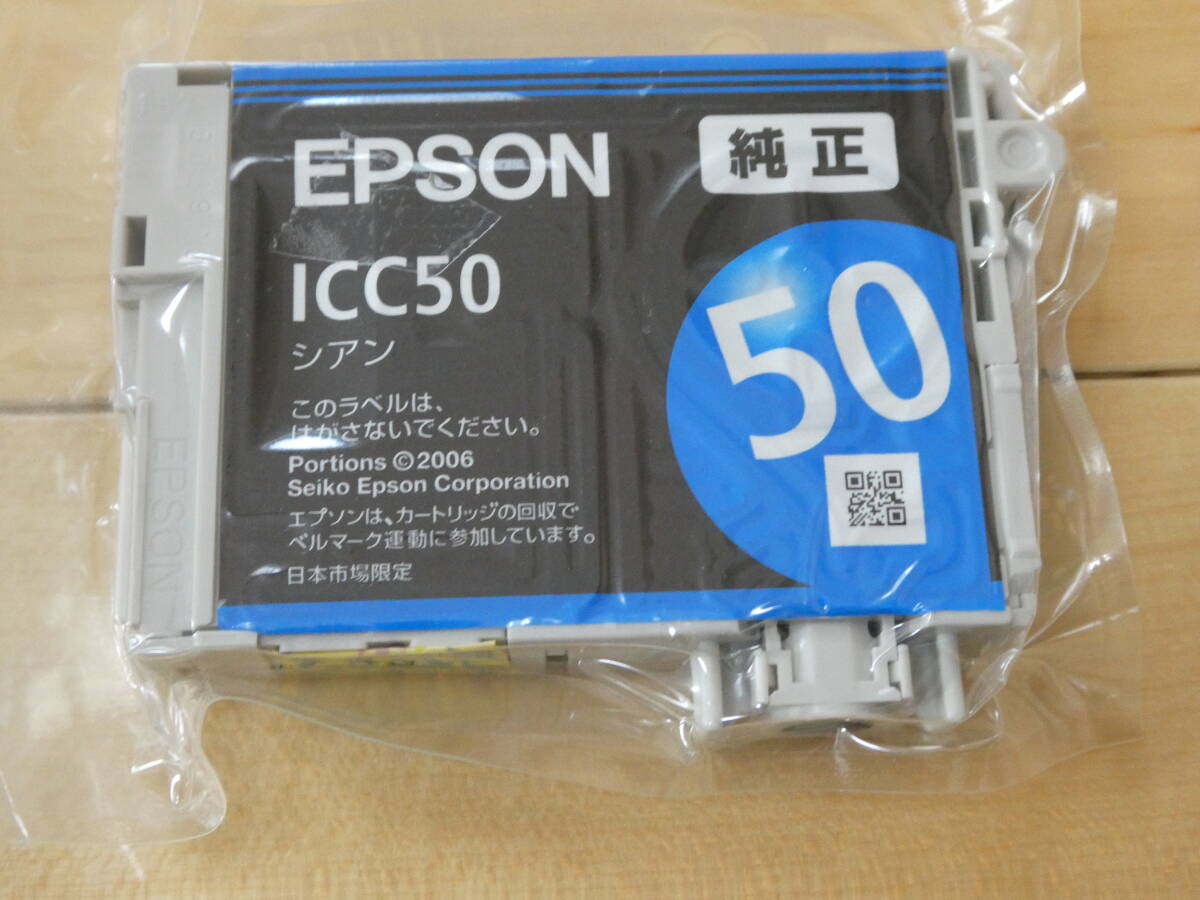 EPSON
純正
ICC50
シアン
50
このラベルは、
はがさないでください。
Portions ©2006
Seiko Epson Corporation
エプソンは、カートリッジの回収で
ベルマーク運動に参加しています。
日本市場限定
EPSON